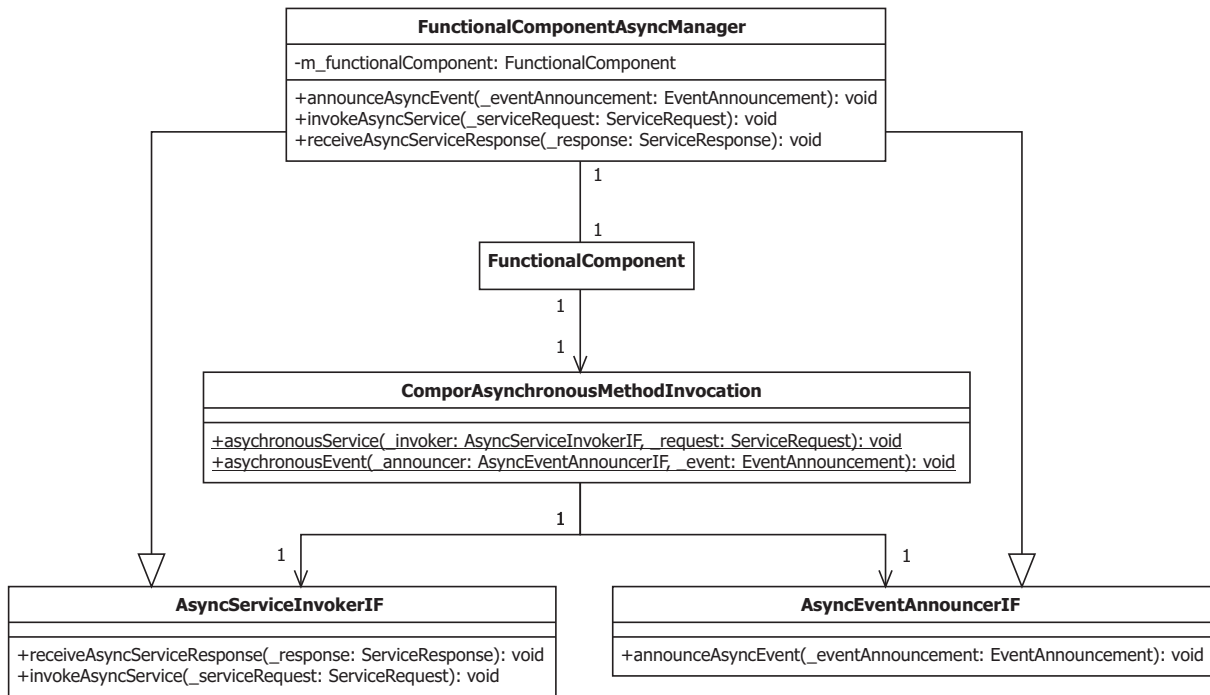 FunctionalComponentAsyncManager
-m_functionalComponent: FunctionalComponent
+announceAsyncEvent(_eventAnnouncement: EventAnnouncement): void
+invokeAsyncService(_serviceRequest: ServiceRequest): void
+receiveAsyncServiceResponse(_response: ServiceResponse): void
1
1
FunctionalComponent
1
1
ComporAsynchronousMethodInvocation
+asychronousService(_invoker: AsyncServiceInvokerIF, _request: ServiceRequest): void
+asychronousEvent(_announcer: AsyncEventAnnouncerIF, _event: EventAnnouncement): void
1
1
1
AsyncServiceInvokerIF
+receiveAsyncServiceResponse(_response: ServiceResponse): void
+invokeAsyncService(_serviceRequest: ServiceRequest): void
AsyncEventAnnouncerIF
+announceAsyncEvent(_eventAnnouncement: EventAnnouncement): void